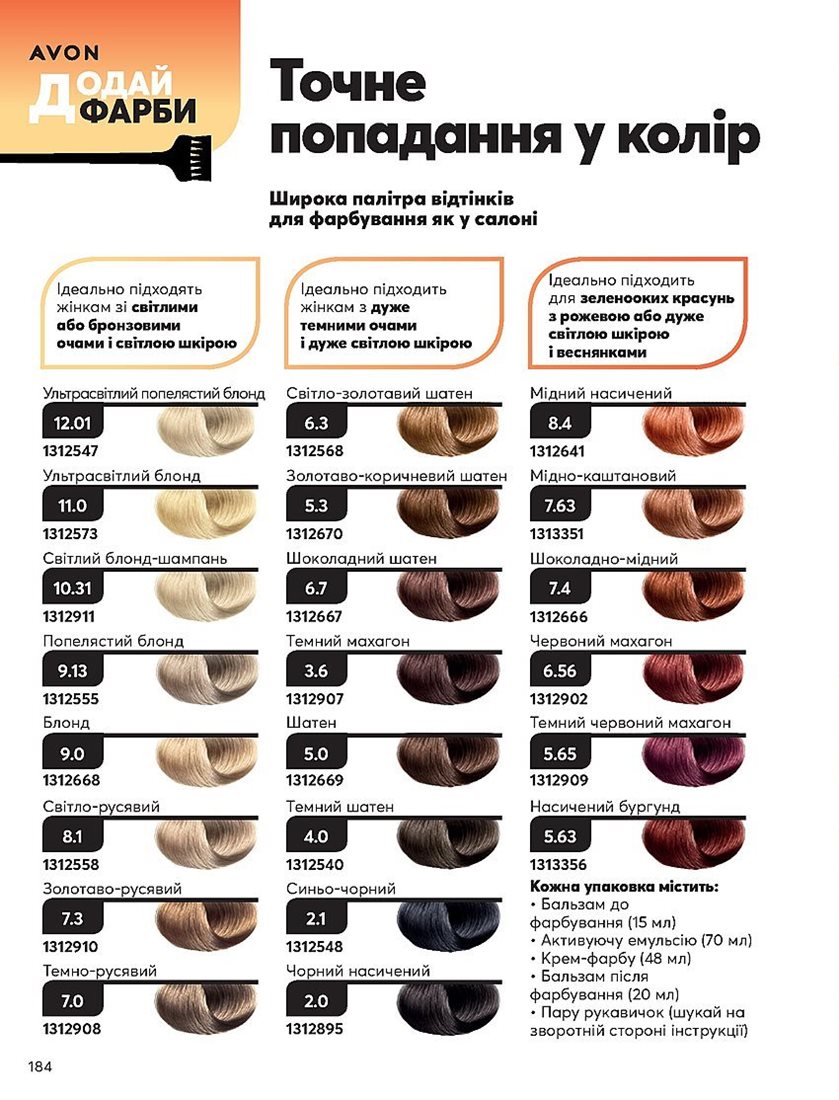 AVON
ДОДАЙ
ФАРБИ
Точне
попадання у колір
Широка палітра відтінків
для фарбування як у салоні
Ідеально підходять
жінкам зі світлими
або бронзовими
очами і світлою шкірою
Ультрасвітлий попелястий блонд
12.01
1312547
Ультрасвітлий блонд
11.0
1312573
Світлий блонд-шампань
10.31
1312911
Попелястий блонд
9.13
1312555
Блонд
9.0
1312668
Світло-русявий
8.1
1312558
Золотаво-русявий
7.3
1312910
Темно-русявий
7.0
1312908
Ідеально підходить
жінкам з дуже
темними очами
і дуже світлою шкірою
Світло-золотавий шатен
6.3
1312568
Золотаво-коричневий шатен
5.3
1312670
Шоколадний шатен
6.7
1312667
Темний махагон
3.6
1312907
Шатен
5.0
1312669
Темний шатен
4.0
1312540
Синьо-чорний
2.1
1312548
Чорний насичений
2.0
1312895
Ідеально підходить
для зеленооких красунь
з рожевою або дуже
світлою шкірою
і веснянками
Мідний насичений
8.4
1312641
Мідно-каштановий
7.63
1313351
Шоколадно-мідний
7.4
1312666
Червоний махагон
6.56
1312902
Темний червоний махагон
5.65
1312909
Насичений бургунд
5.63
1313356
Кожна упаковка містить:
• Бальзам до
фарбування (15 мл)
• Активуючу емульсію (70 мл)
• Крем-фарбу (48 мл)
• Бальзам після
фарбування (20 мл)
• Пару рукавичок (шукай на
зворотній стороні інструкції)
184